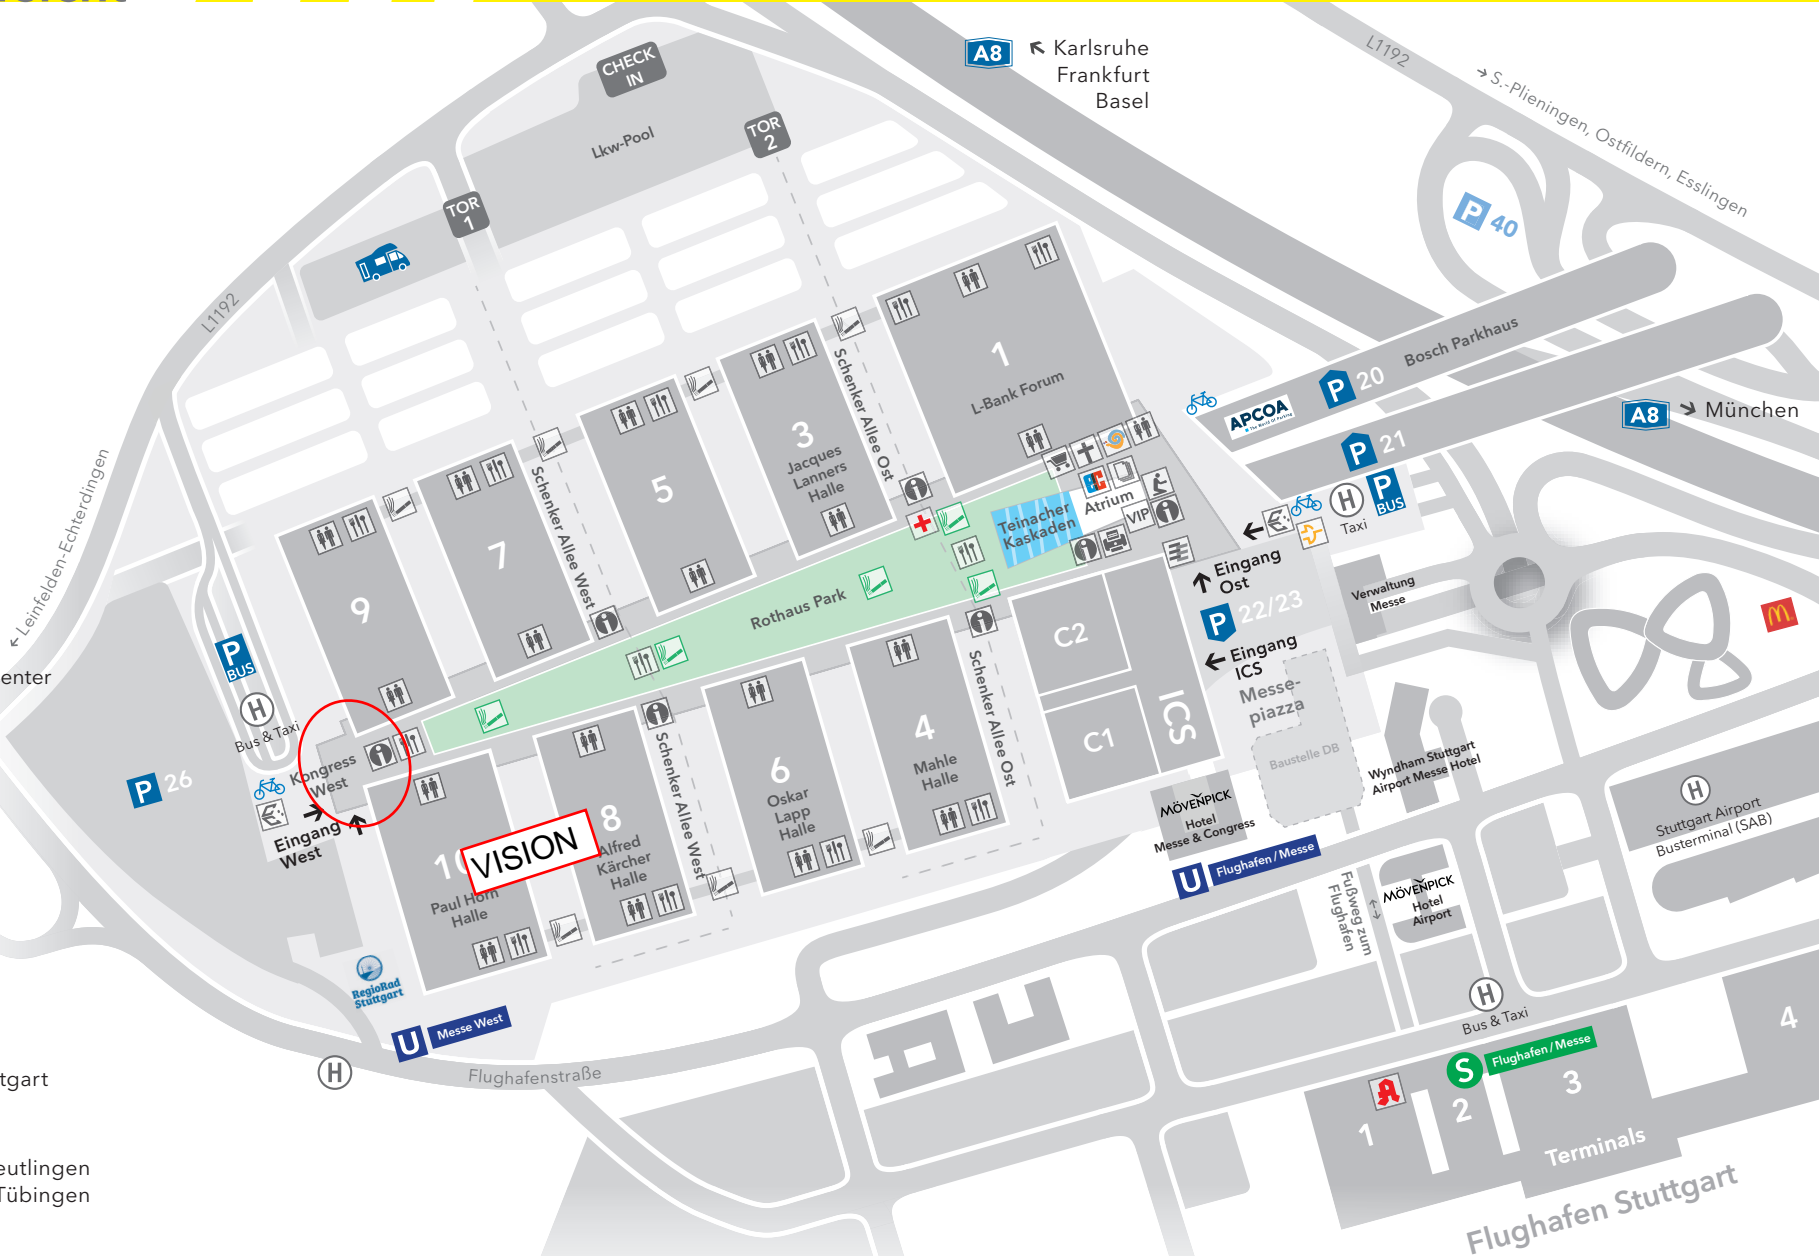 CHECK
IN
Lkw-Pool
TOR
2
TOR
1
A8
Karlsruhe
Frankfurt
Basel
L1192
S.-Plieningen, Ostfildern, Esslingen
P 40
L1192
Leinfelden-Echterdingen
1
L-Bank Forum
Bosch Parkhaus
P 20
APCOA
P 21
A8
München
Schenker Allee Ost
3
Jacques
Lanners
Halle
5
Schenker Allee West
7
9
Teinacher
Kaskaden
Atrium
VIP
H
Taxi
P
BUS
Eingang
Ost
P 22/23
Eingang
ICS
Verwaltung
Messe
Messe-
piazza
Baustelle DB
Rothaus Park
C2
C1
ICS
P
BUS
H
Bus & Taxi
enter
P 26
Kongress
West
Eingang
West
10
Paul Horn
Halle
VISION
8
Alfred
Kärcher
Halle
Schenker Allee West
6
Oskar
Lapp
Halle
4
Mahle
Halle
Schenker Allee Ost
MÖVENPICK
Hotel
Messe & Congress
U Flughafen / Messe
Wyndham Stuttgart
Airport Messe Hotel
MÖVENPICK
Hotel
Airport
Fußweg zum
Flughafen
H
Stuttgart Airport
Busterminal (SAB)
RegioRad
Stuttgart
U Messe West
H
Flughafenstraße
H
Bus & Taxi
S Flughafen / Messe
1
2
3
4
Terminals
Flughafen Stuttgart
tgart
eutlingen
Tübingen